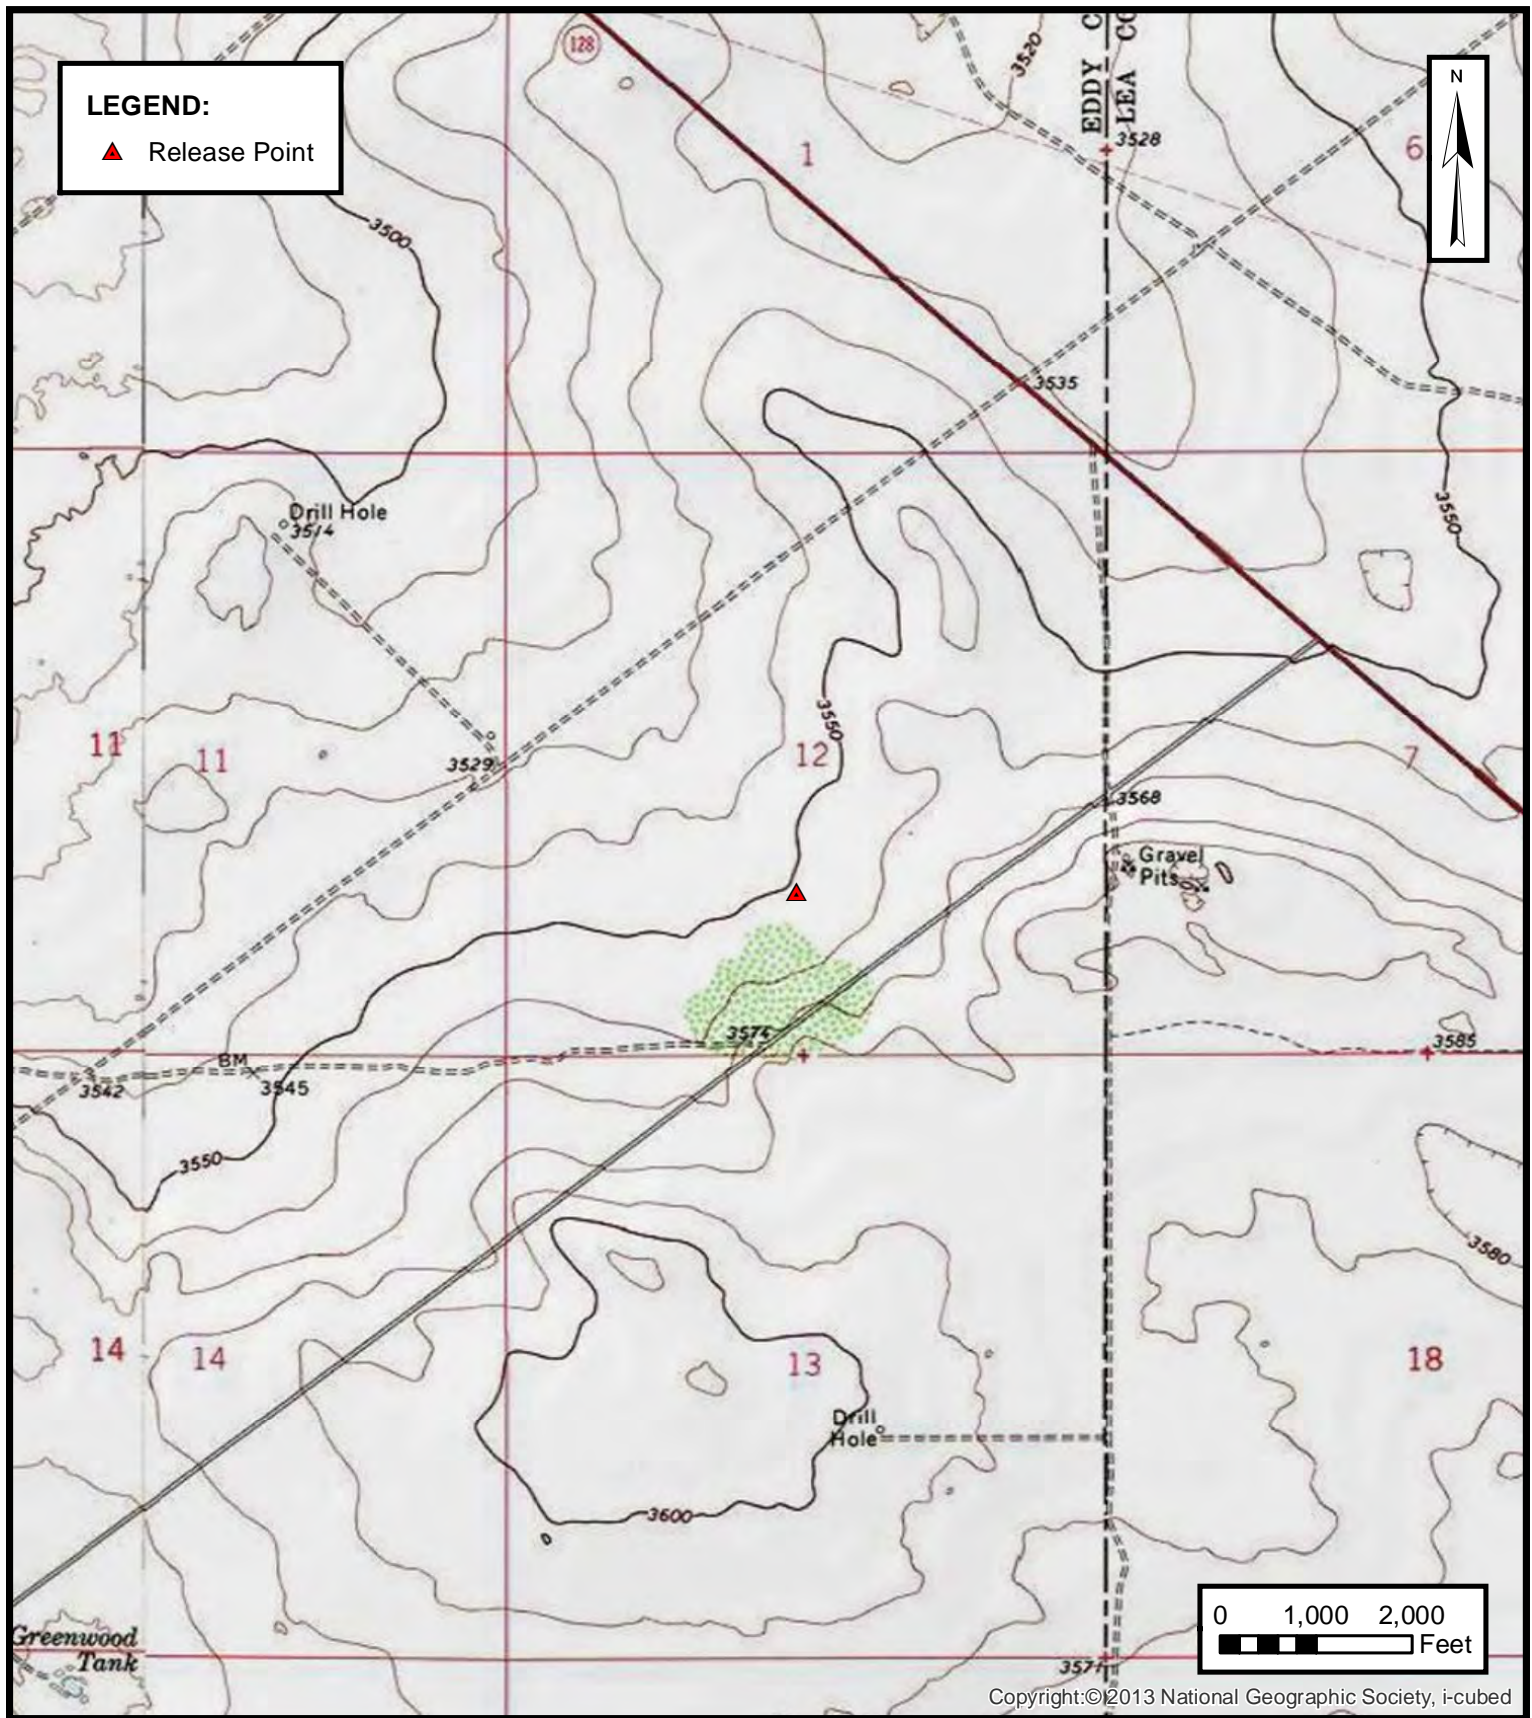 128
3520
EDDY C
LEA CO
N
LEGEND:
Release Point
3528
1
6
3500
3535
3550
Drill Hole
3514
3550
11
11
3529
12
7
3568
Gravel
Pits
3574
3585
BM
3545
3542
3550
3580
14
14
13
18
Drill
Hole
3600
0 1,000 2,000
Feet
Greenwood
Tank
3571
Copyright:© 2013 National Geographic Society, i-cubed